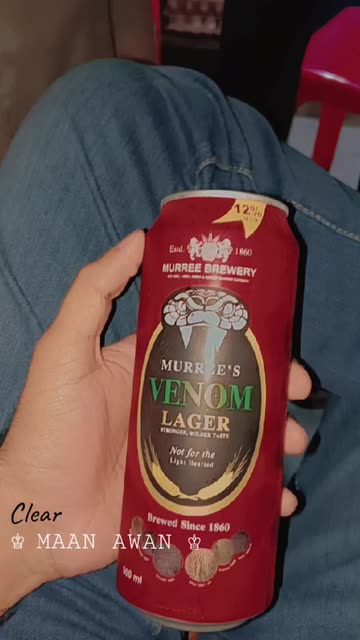 12%
Estd. 1860
MURREE BREWERY
MURREE'S
VENOM
LAGER
STRONGER, BOLDER TASTE
Not for the
Light Hearted
Brewed Since 1860
500 ml
Clear
♔ MAAN AWAN ♔